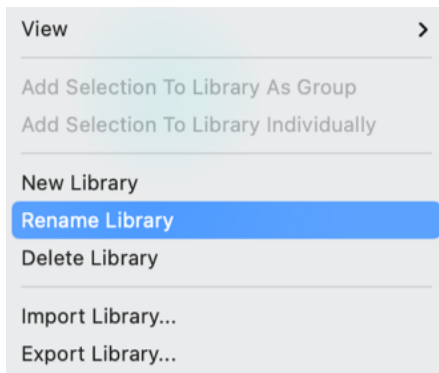 View
Add Selection To Library As Group
Add Selection To Library Individually
New Library
Rename Library
Delete Library
Import Library...
Export Library...